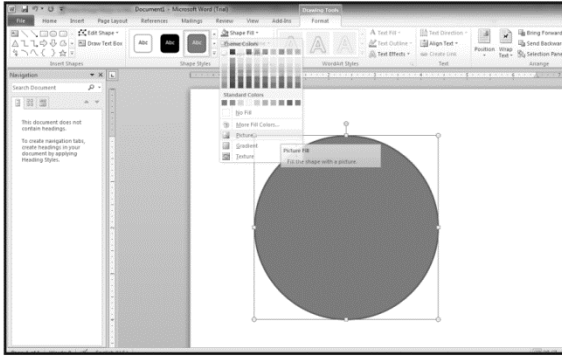 Document1 - Microsoft Word (Trial)
Drawing Tools
File Home Insert Page Layout References Mailings Review View Add-Ins Format
Edit Shape
Draw Text Box
Insert Shapes
Abc Abc Abc
Shape Styles
Shape Fill
Theme Colors
Standard Colors
No Fill
More Fill Colors...
Picture...
Gradient
Texture
Picture Fill
Fill the shape with a picture.
A A A
WordArt Styles
Text Fill
Text Outline
Text Effects
Text Direction
Align Text
Create Link
Text
Position
Wrap Text
Bring Forward
Send Backward
Selection Pane
Arrange
Navigation
Search Document
This document does not
contain headings.
To create navigation tabs,
create headings in your
document by applying
Heading Styles.